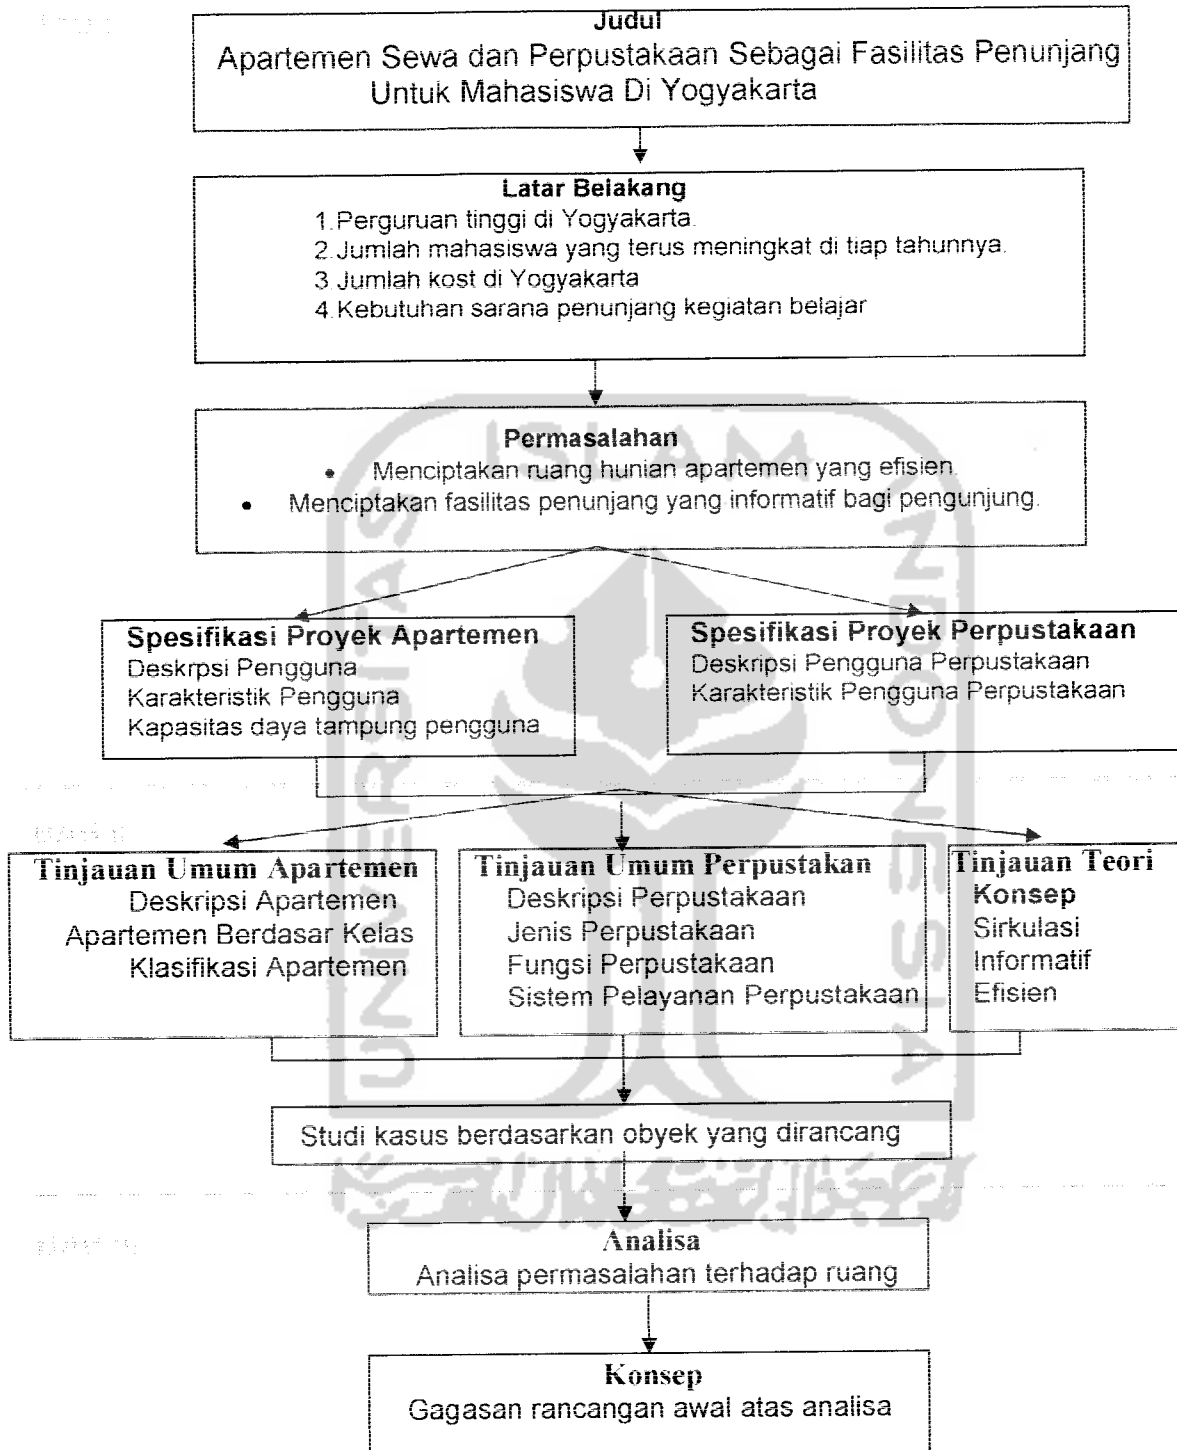 Judul
Apartemen Sewa dan Perpustakaan Sebagai Fasilitas Penunjang
Untuk Mahasiswa Di Yogyakarta
Latar Belakang
1.Perguruan tinggi di Yogyakarta.
2.Jumlah mahasiswa yang terus meningkat di tiap tahunnya.
3.Jumlah kost di Yogyakarta
4.Kebutuhan sarana penunjang kegiatan belajar
Permasalahan
• Menciptakan ruang hunian apartemen yang efisien.
• Menciptakan fasilitas penunjang yang informatif bagi pengunjung.
Spesifikasi Proyek Apartemen
Deskrpsi Pengguna
Karakteristik Pengguna
Kapasitas daya tampung pengguna
Spesifikasi Proyek Perpustakaan
Deskripsi Pengguna Perpustakaan
Karakteristik Pengguna Perpustakaan
Tinjauan Umum Apartemen
Deskripsi Apartemen
Apartemen Berdasar Kelas
Klasifikasi Apartemen
Tinjauan Umum Perpustakan
Deskripsi Perpustakaan
Jenis Perpustakaan
Fungsi Perpustakaan
Sistem Pelayanan Perpustakaan
Tinjauan Teori
Konsep
Sirkulasi
Informatif
Efisien
Studi kasus berdasarkan obyek yang dirancang
Analisa
Analisa permasalahan terhadap ruang
Konsep
Gagasan rancangan awal atas analisa
UNIVERSITAS
ISLAM
INDONESIA